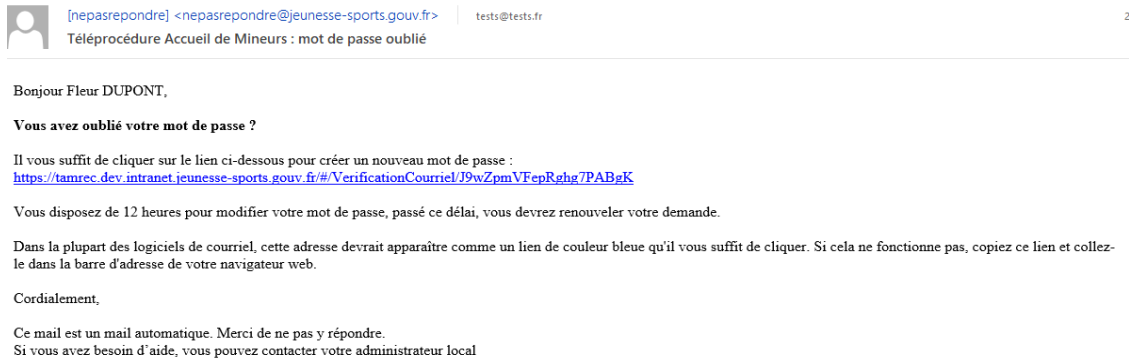 [nepasrepondre] <nepasrepondre@jeunesse-sports.gouv.fr> tests@tests.fr 2
Téléprocédure Accueil de Mineurs : mot de passe oublié
Bonjour Fleur DUPONT,
Vous avez oublié votre mot de passe ?
Il vous suffit de cliquer sur le lien ci-dessous pour créer un nouveau mot de passe :
https://tamrec.dev.intranet.jeunesse-sports.gouv.fr/#/VerificationCourriel/J9wZpmVFepRghg7PABgK
Vous disposez de 12 heures pour modifier votre mot de passe, passé ce délai, vous devrez renouveler votre demande.
Dans la plupart des logiciels de courriel, cette adresse devrait apparaître comme un lien de couleur bleue qu'il vous suffit de cliquer. Si cela ne fonctionne pas, copiez ce lien et collez-
le dans la barre d'adresse de votre navigateur web.
Cordialement,
Ce mail est un mail automatique. Merci de ne pas y répondre.
Si vous avez besoin d’aide, vous pouvez contacter votre administrateur local